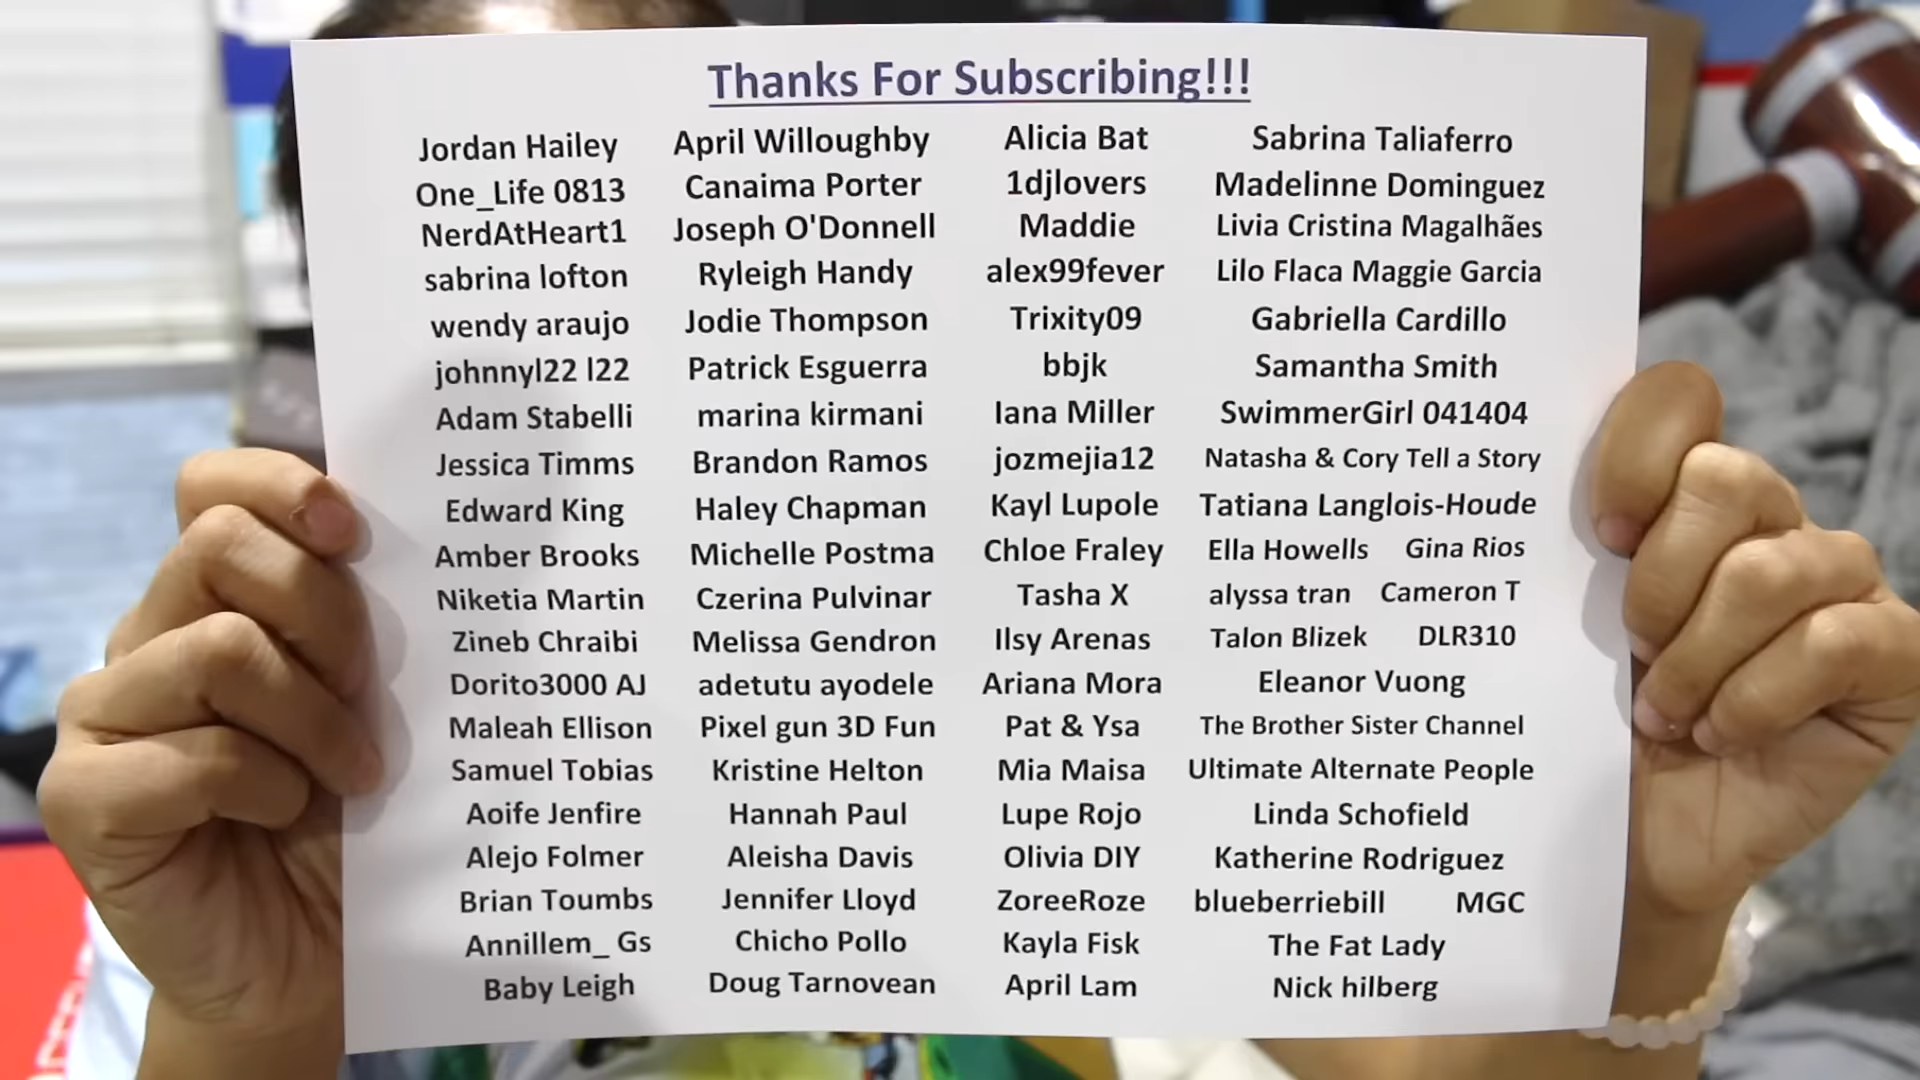 Thanks For Subscribing!!!
Jordan Hailey April Willoughby Alicia Bat Sabrina Taliaferro
One_Life 0813 Canaima Porter 1djlovers Madelinne Dominguez
NerdAtHeart1 Joseph O'Donnell Maddie Livia Cristina Magalhães
sabrina lofton Ryleigh Handy alex99fever Lilo Flaca Maggie Garcia
wendy araujo Jodie Thompson Trixity09 Gabriella Cardillo
johnnyl22 l22 Patrick Esguerra bbjk Samantha Smith
Adam Stabelli marina kirmani Iana Miller SwimmerGirl 041404
Jessica Timms Brandon Ramos jozmejia12 Natasha & Cory Tell a Story
Edward King Haley Chapman Kayl Lupole Tatiana Langlois-Houde
Amber Brooks Michelle Postma Chloe Fraley Ella Howells Gina Rios
Niketia Martin Czerina Pulvinar Tasha X alyssa tran Cameron T
Zineb Chraibi Melissa Gendron Ilsy Arenas Talon Blizek DLR310
Dorito3000 AJ adetutu ayodele Ariana Mora Eleanor Vuong
Maleah Ellison Pixel gun 3D Fun Pat & Ysa The Brother Sister Channel
Samuel Tobias Kristine Helton Mia Maisa Ultimate Alternate People
Aoife Jenfire Hannah Paul Lupe Rojo Linda Schofield
Alejo Folmer Aleisha Davis Olivia DIY Katherine Rodriguez
Brian Toumbs Jennifer Lloyd ZoreeRoze blueberriebill MGC
Annillem_ Gs Chicho Pollo Kayla Fisk The Fat Lady
Baby Leigh Doug Tarnovean April Lam Nick hilberg